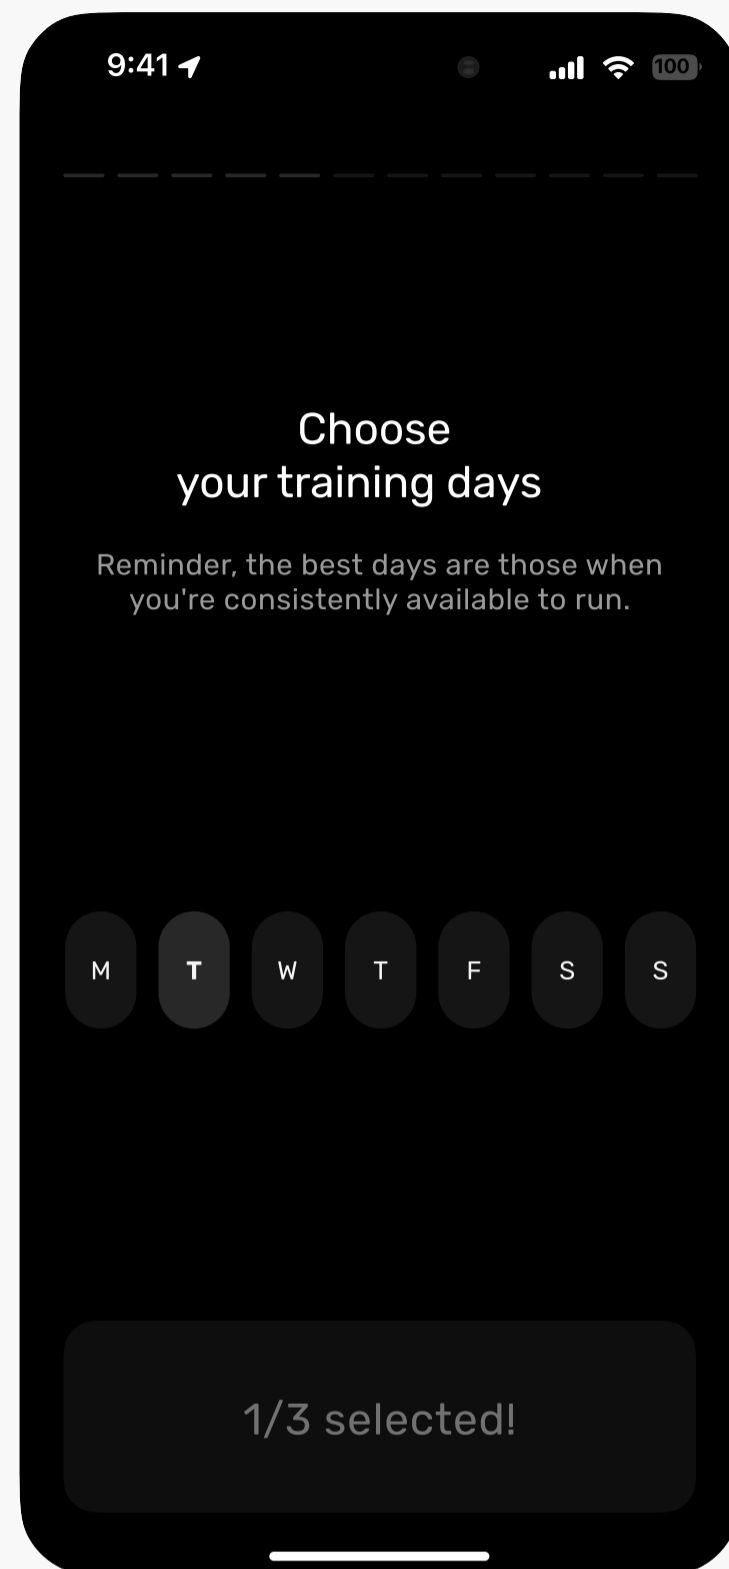 9:41
100
Choose
your training days
Reminder, the best days are those when
you're consistently available to run.
M T W T F S S
1/3 selected!